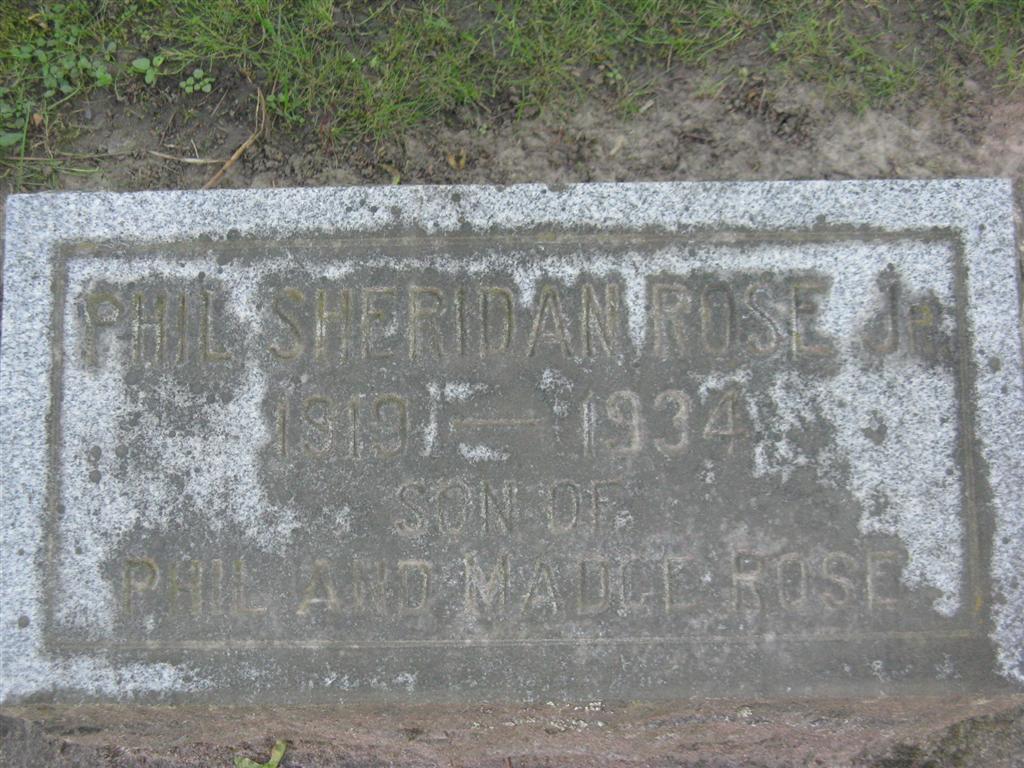 PHIL SHERIDAN ROSE JR.
1919 — 1934
SON OF
PHIL AND MADGE ROSE